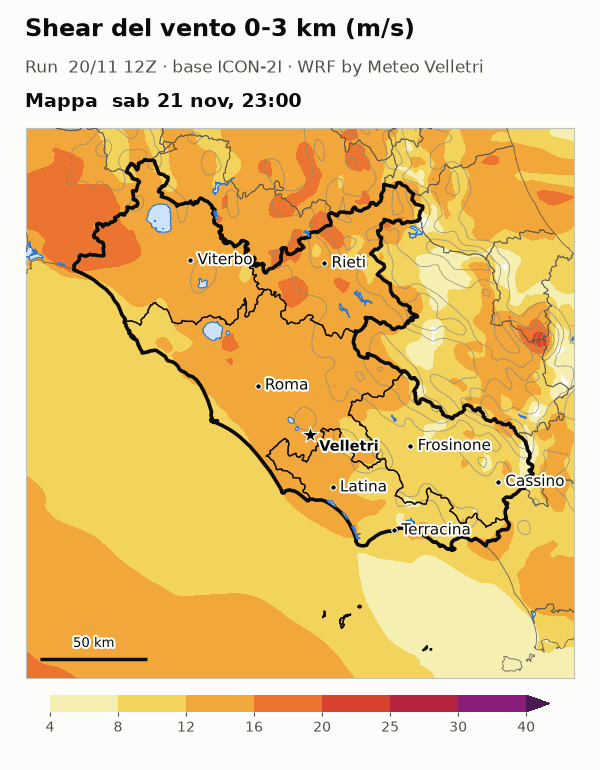 Shear del vento 0-3 km (m/s)
Run  20/11 12Z · base ICON-2I · WRF by Meteo Velletri
Mappa  sab 21 nov, 23:00
Viterbo
Rieti
Roma
Velletri
Frosinone
Latina
Cassino
Terracina
50 km
4 8 12 16 20 25 30 40